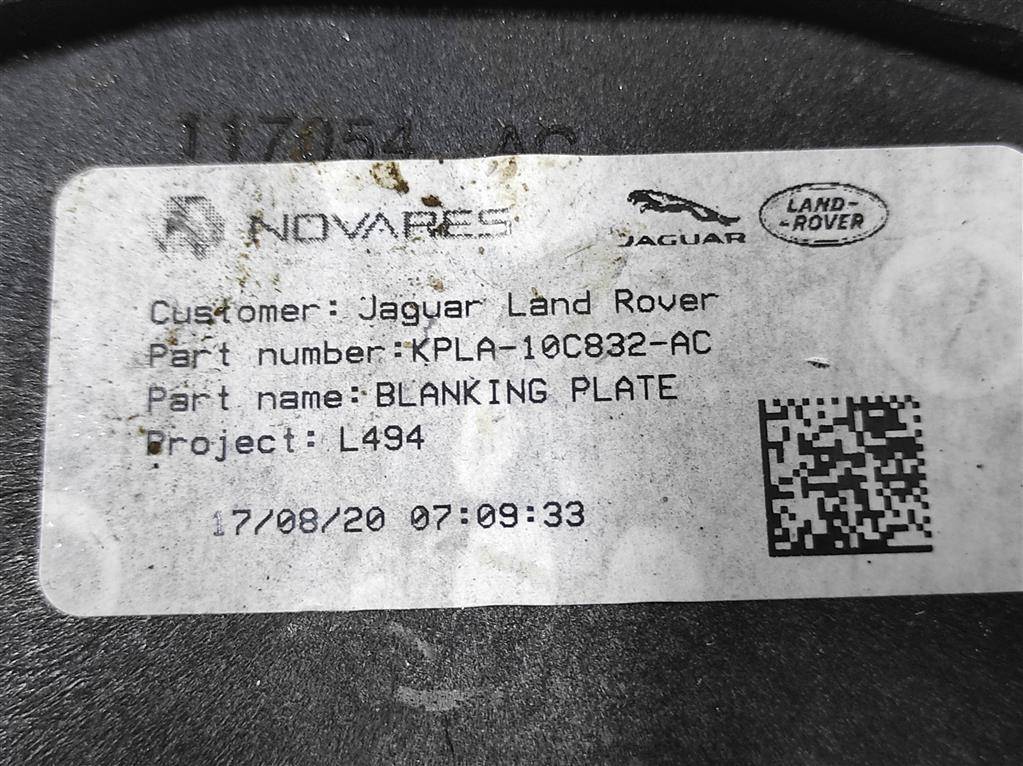 117054 AC
NOVARES
JAGUAR
LAND-
-ROVER
Customer: Jaguar Land Rover
Part number:KPLA-10C832-AC
Part name: BLANKING PLATE
Project: L494
17/08/20 07:09:33